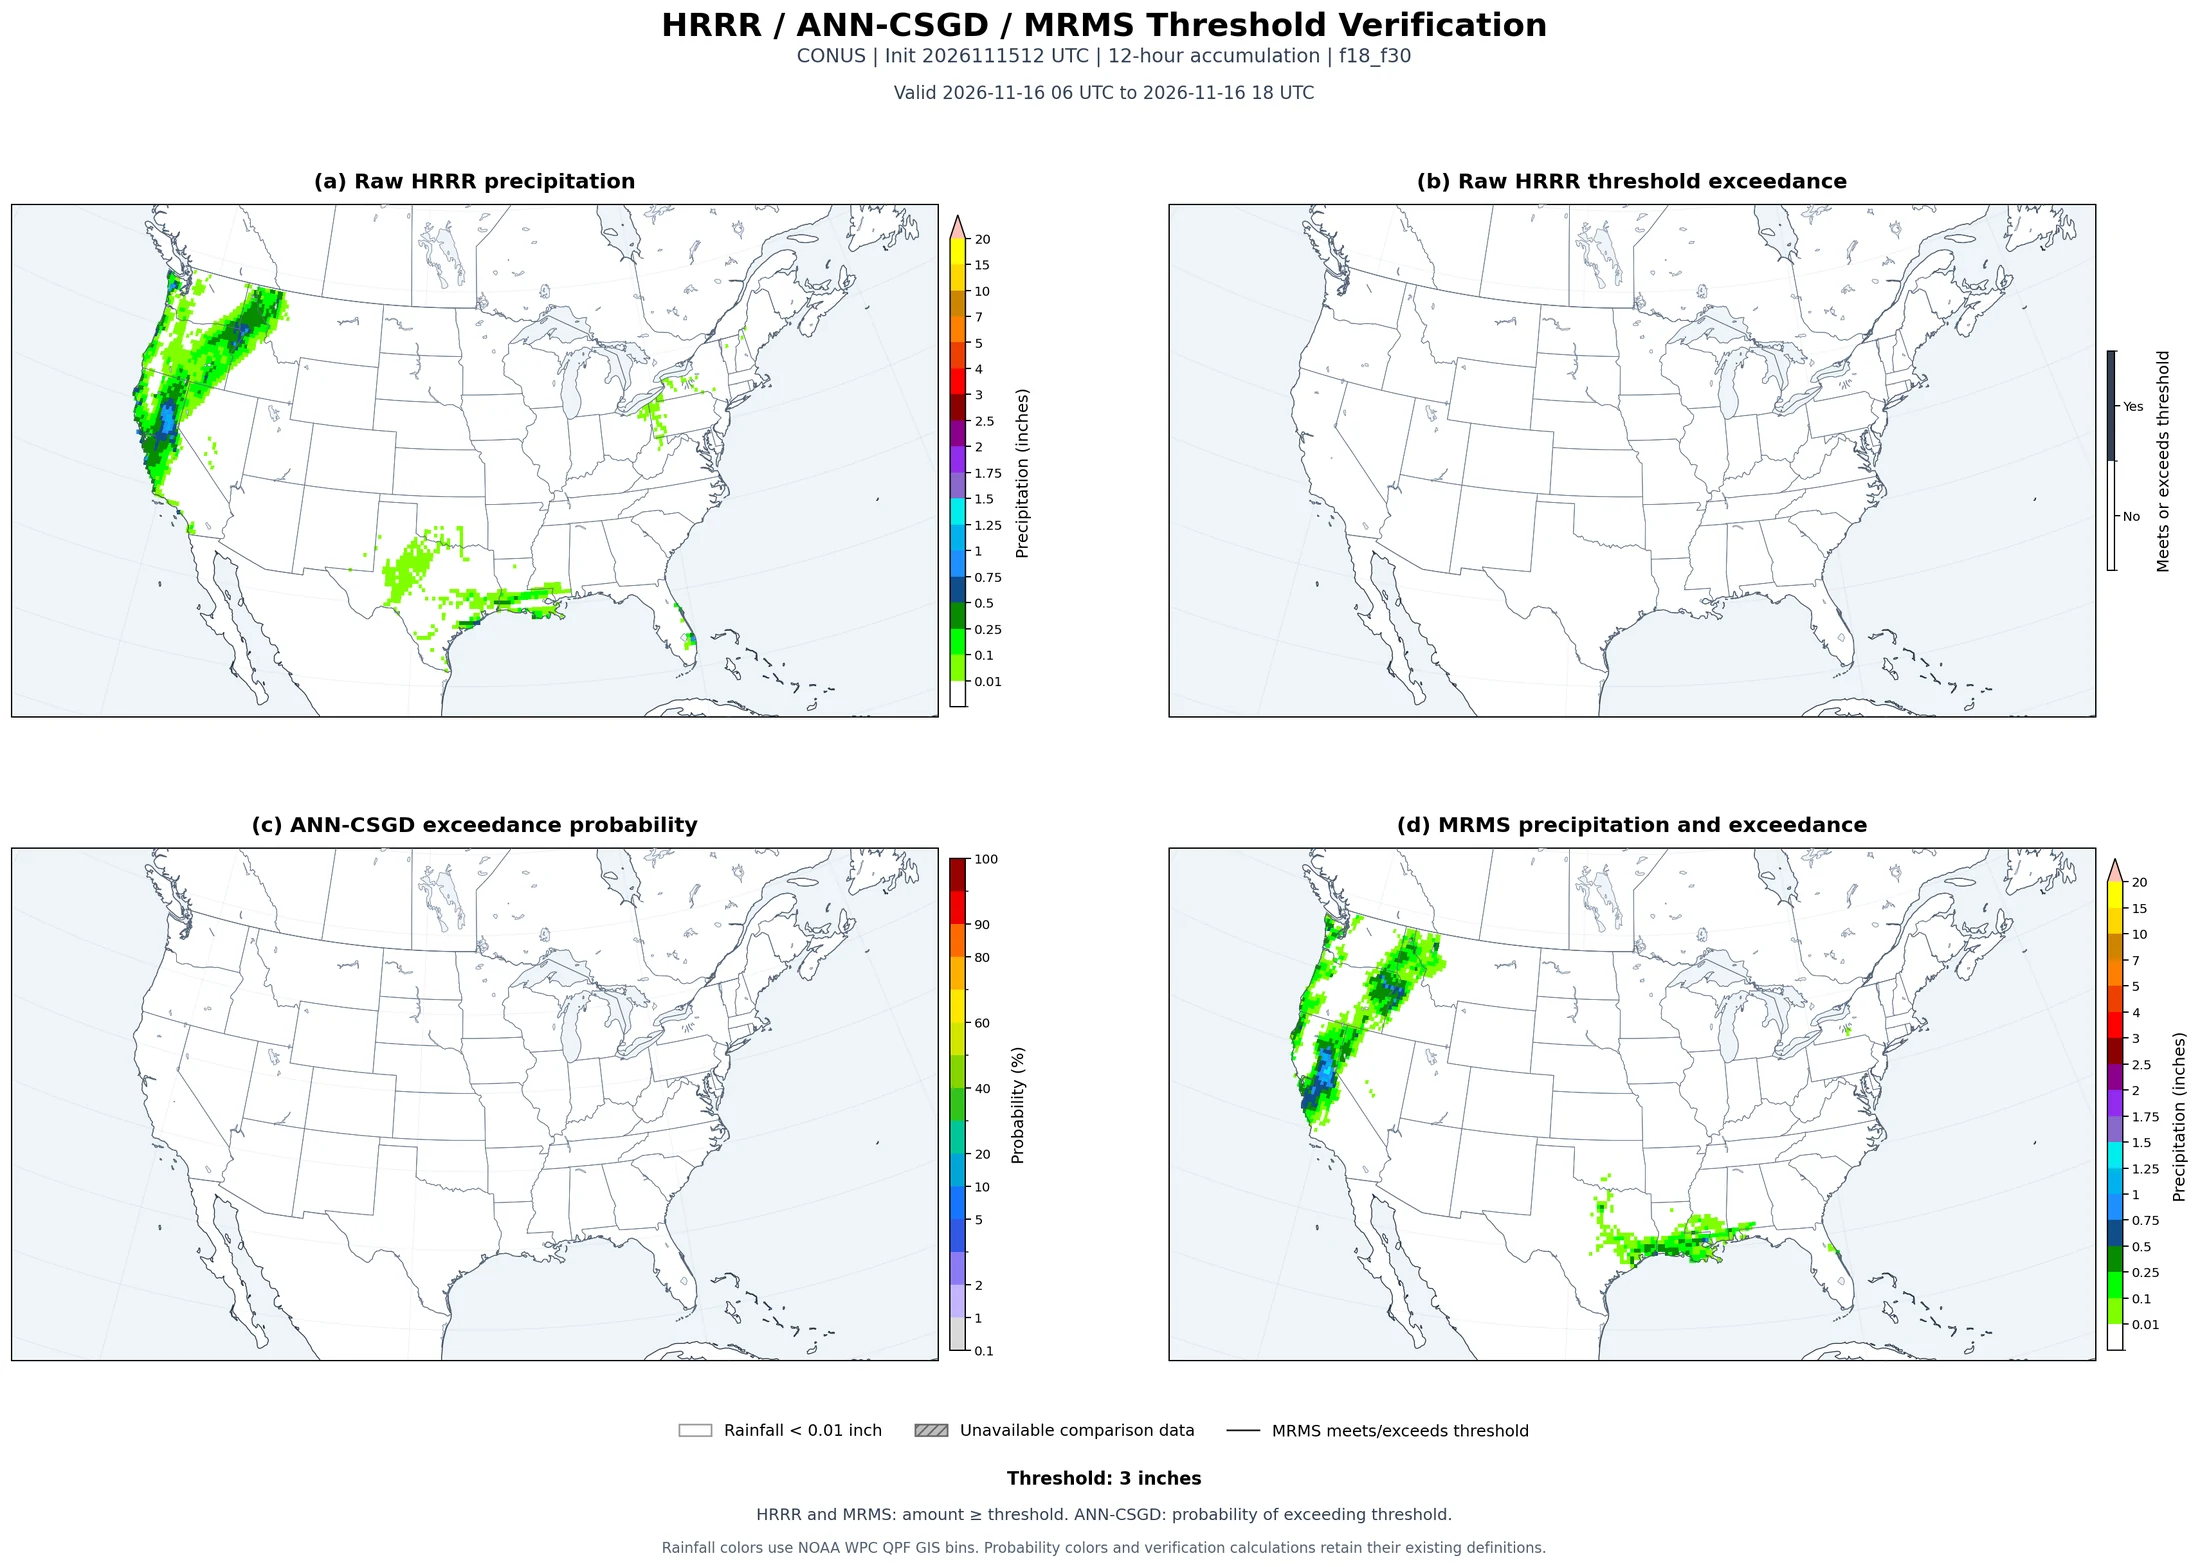 HRRR / ANN-CSGD / MRMS Threshold Verification
CONUS | Init 2026111512 UTC | 12-hour accumulation | f18_f30
Valid 2026-11-16 06 UTC to 2026-11-16 18 UTC
(a) Raw HRRR precipitation
20
15
10
7
5
4
3
2.5
2
1.75
1.5
1.25
1
0.75
0.5
0.25
0.1
0.01
Precipitation (inches)
(b) Raw HRRR threshold exceedance
Yes
No
Meets or exceeds threshold
(c) ANN-CSGD exceedance probability
100
90
80
60
40
20
10
5
2
1
0.1
Probability (%)
(d) MRMS precipitation and exceedance
20
15
10
7
5
4
3
2.5
2
1.75
1.5
1.25
1
0.75
0.5
0.25
0.1
0.01
Precipitation (inches)
Rainfall < 0.01 inch
Unavailable comparison data
MRMS meets/exceeds threshold
Threshold: 3 inches
HRRR and MRMS: amount ≥ threshold. ANN-CSGD: probability of exceeding threshold.
Rainfall colors use NOAA WPC QPF GIS bins. Probability colors and verification calculations retain their existing definitions.